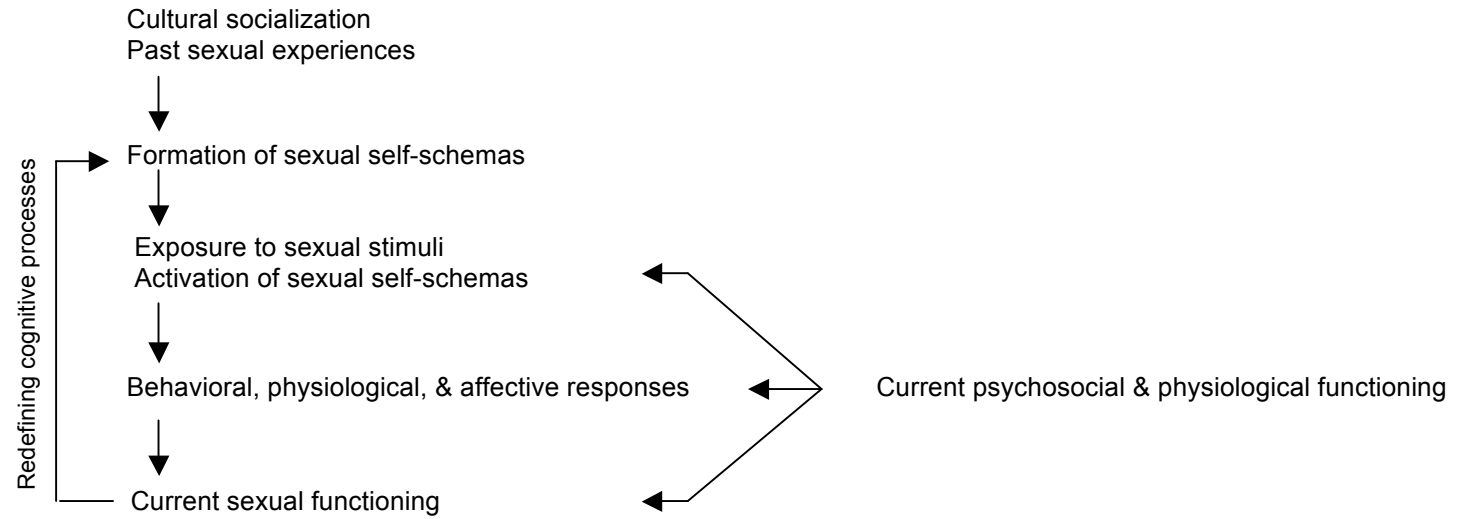 Cultural socialization
Past sexual experiences
Formation of sexual self-schemas
Redefining cognitive processes
Exposure to sexual stimuli
Activation of sexual self-schemas
Behavioral, physiological, & affective responses
Current psychosocial & physiological functioning
Current sexual functioning